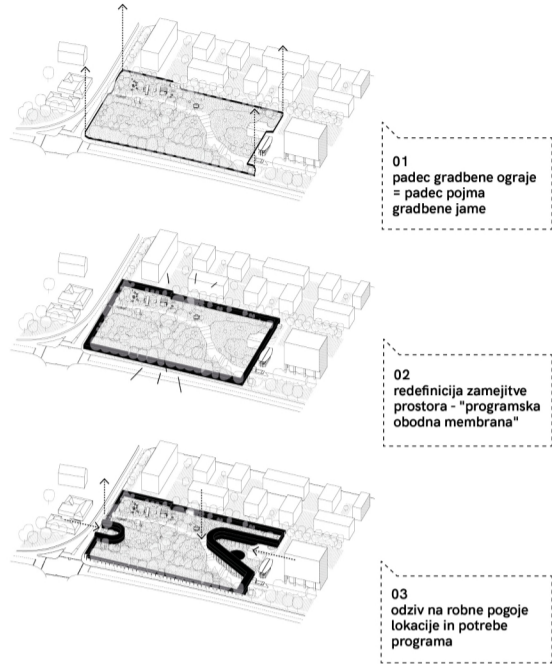 01
padec gradbene ograje
= padec pojma
gradbene jame
02
redefinicija zamejitve
prostora - "programska
obodna membrana"
03
odziv na robne pogoje
lokacije in potrebe
programa